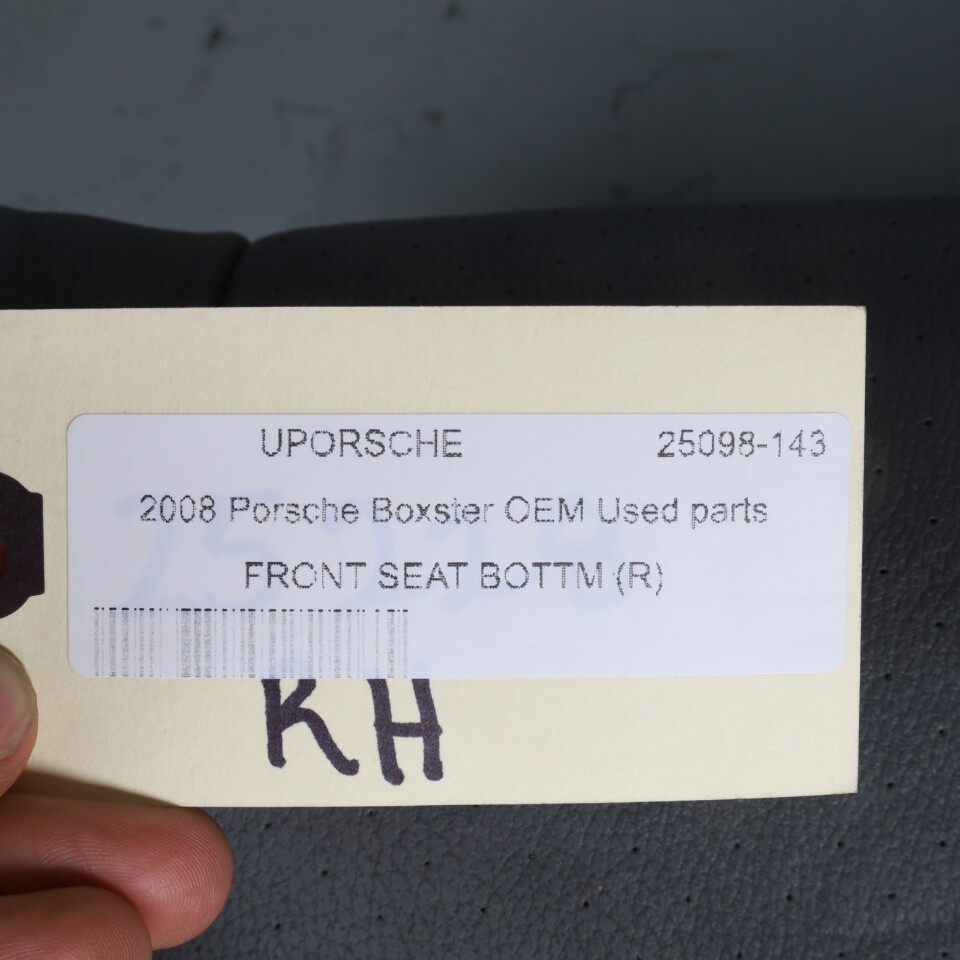 UPORSCHE 25098-143
2008 Porsche Boxster OEM Used parts
FRONT SEAT BOTTM (R)
RH